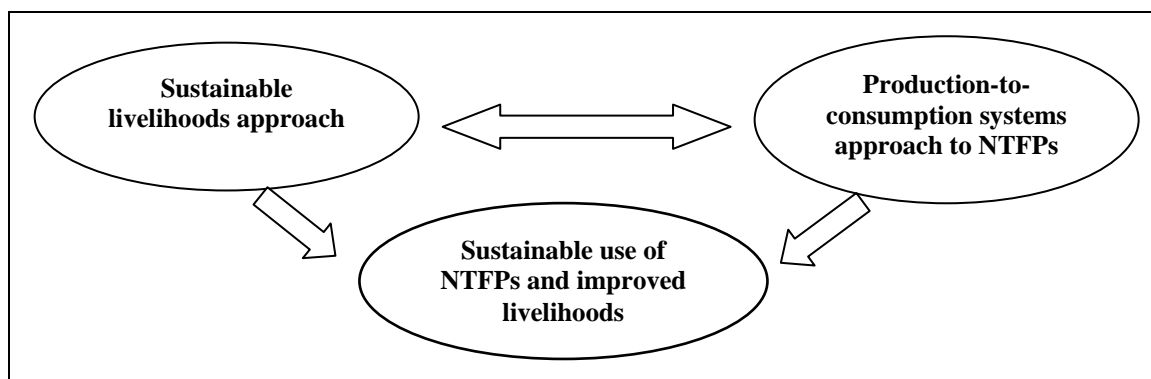 Sustainable
livelihoods approach
Production-to-
consumption systems
approach to NTFPs
Sustainable use of
NTFPs and improved
livelihoods